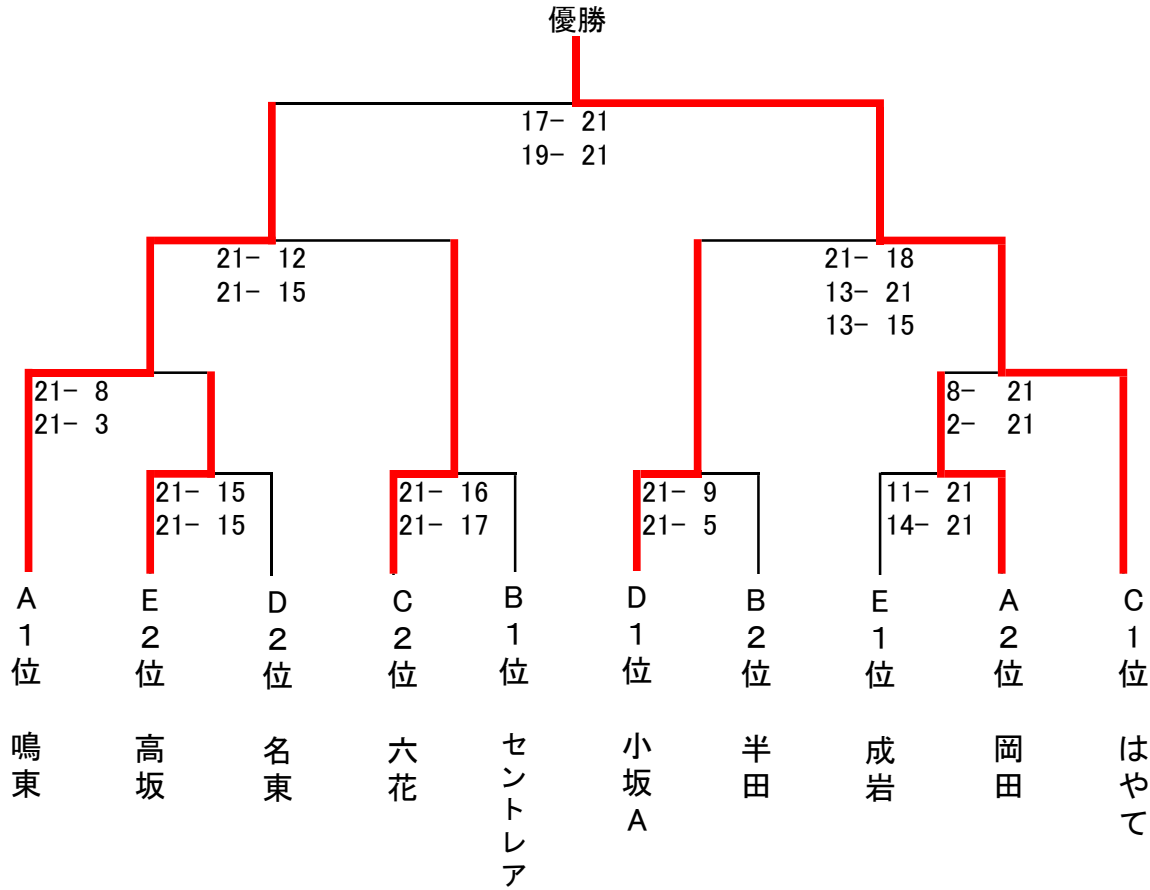 優勝
17- 21
19- 21
21- 12
21- 15
21- 18
13- 21
13- 15
21- 8
21- 3
8- 21
2- 21
21- 15
21- 15
21- 16
21- 17
21- 9
21- 5
11- 21
14- 21
A1位 鳴東
E2位 高坂
D2位 名東
C2位 六花
B1位 セントレア
D1位 小坂A
B2位 半田
E1位 成岩
A2位 岡田
C1位 はやて